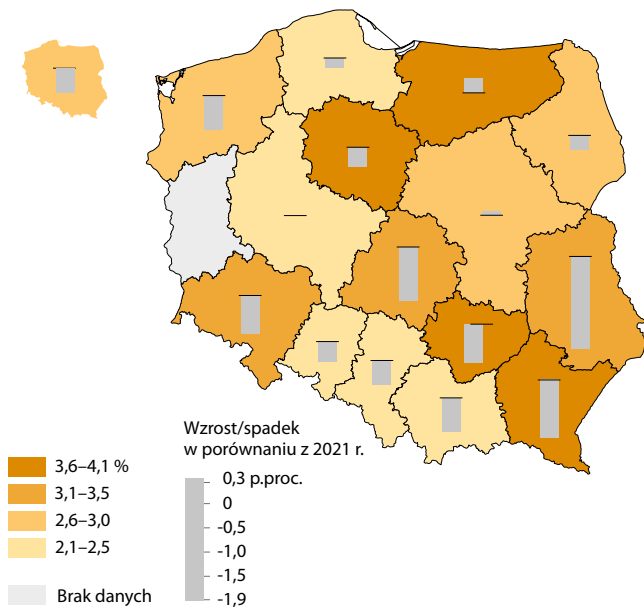 Wzrost/spadek
w porównaniu z 2021 r.
3,6–4,1 %
3,1–3,5
2,6–3,0
2,1–2,5
Brak danych
0,3 p.proc.
0
-0,5
-1,0
-1,5
-1,9